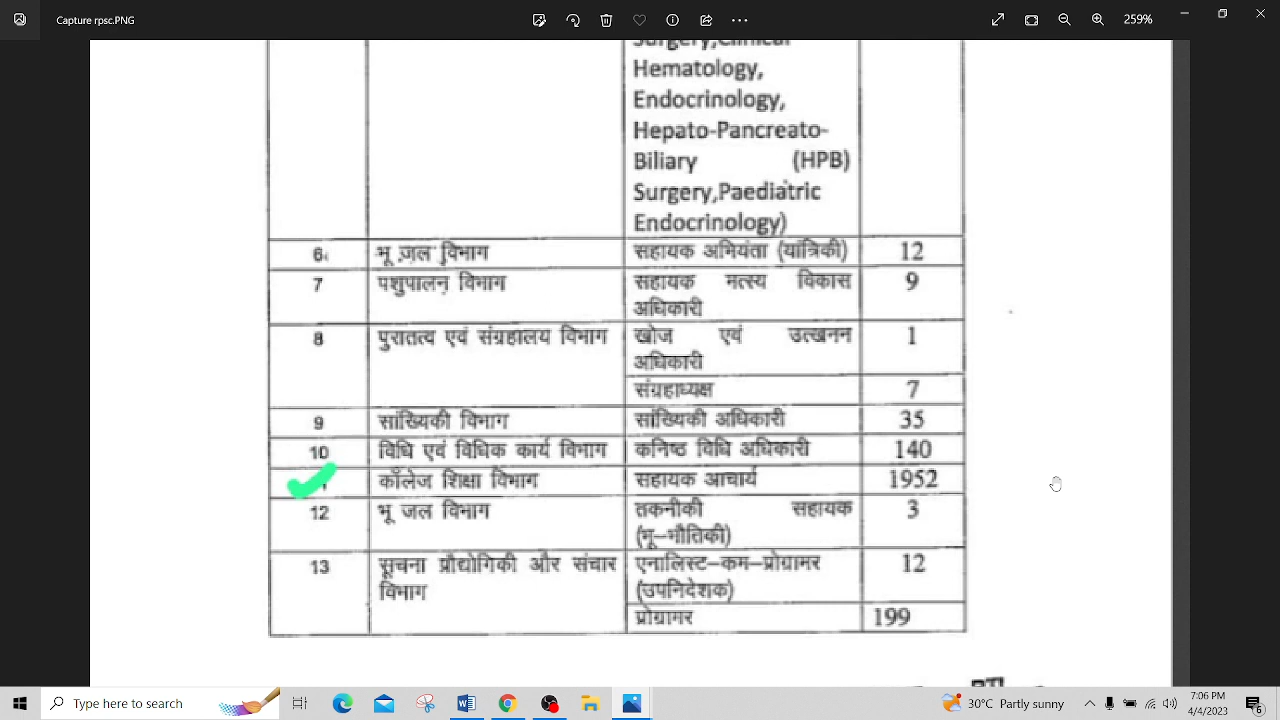 Capture rpsc.PNG
259%
Surgery,Clinical
Hematology,
Endocrinology,
Hepato-Pancreato-
Biliary (HPB)
Surgery,Paediatric
Endocrinology)
6 भू जल विभाग सहायक अभियंता (यांत्रिकी) 12
7 पशुपालन विभाग सहायक मत्स्य विकास 9
अधिकारी
8 पुरातत्व एवं संग्रहालय विभाग खोज एवं उत्खनन 1
अधिकारी
संग्रहाध्यक्ष 7
9 सांख्यिकी विभाग सांख्यिकी अधिकारी 35
10 विधि एवं विधिक कार्य विभाग कनिष्ठ विधि अधिकारी 140
कॉलेज शिक्षा विभाग सहायक आचार्य 1952
12 भू जल विभाग तकनीकी सहायक 3
(भू–भौतिकी)
13 सूचना प्रौद्योगिकी और संचार एनालिस्ट–कम–प्रोग्रामर 12
विभाग (उपनिदेशक)
प्रोग्रामर 199
Type here to search
30°C Partly sunny
7:06 PM
4/4/2023
6